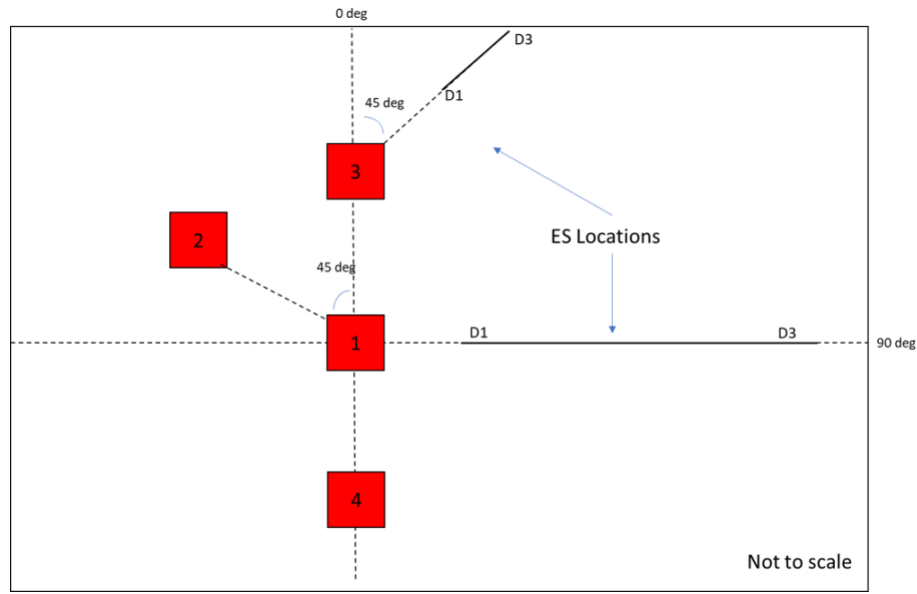 0 deg
D3
D1
45 deg
3
2
ES Locations
45 deg
1
D1
D3
90 deg
4
Not to scale